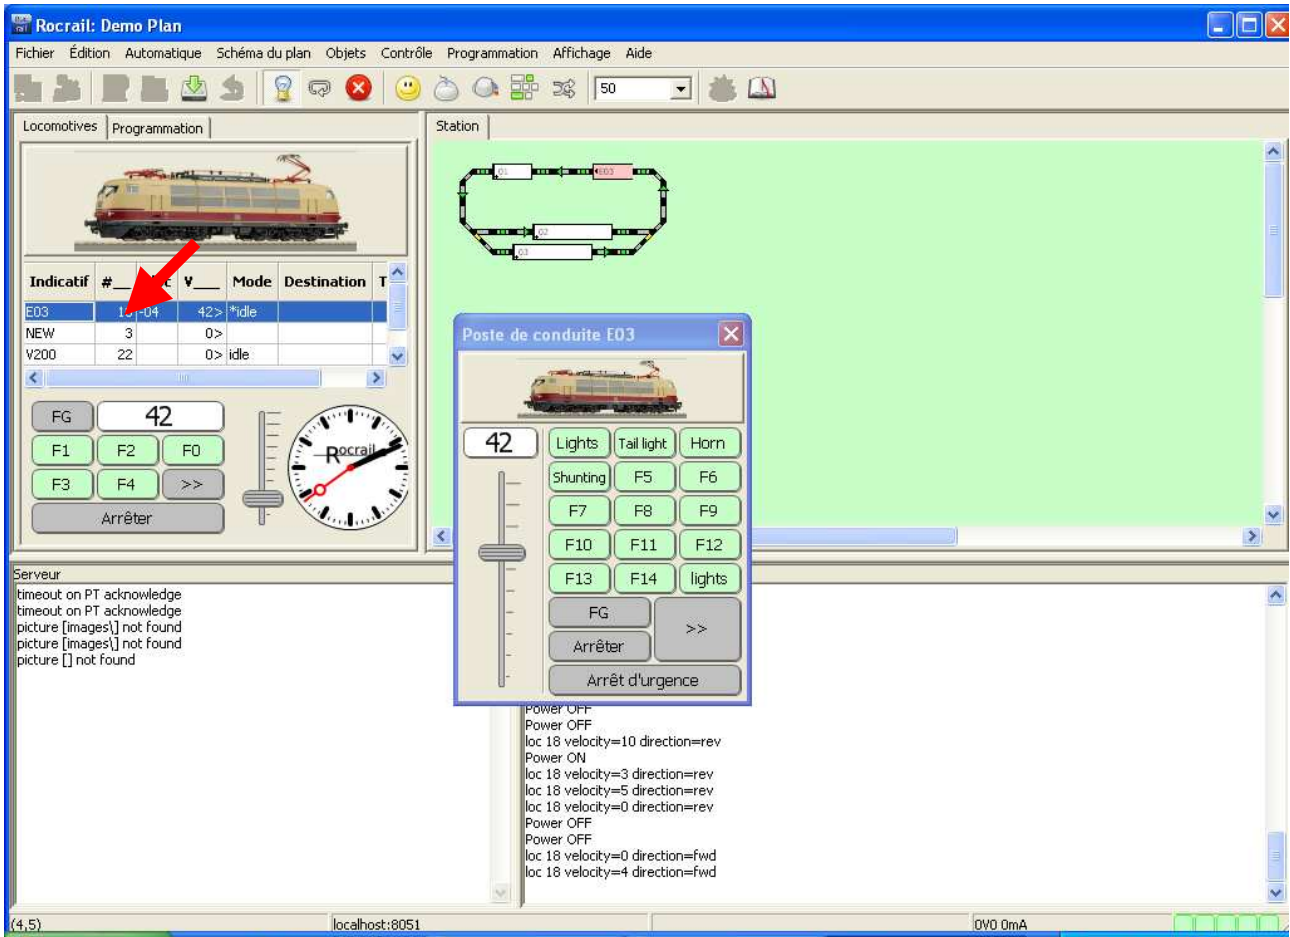 Rocrail: Demo Plan
Fichier Édition Automatique Schéma du plan Objets Contrôle Programmation Affichage Aide
50
Locomotives Programmation
Station
01 E03
02
03
Indicatif #__ V___ Mode Destination T
E03 -04 42> *idle
NEW 3 0>
V200 22 0> idle
FG 42
F1 F2 F0
F3 F4 >>
Arrêter
Rocrail
Poste de conduite E03
42 Lights Tail light Horn
Shunting F5 F6
F7 F8 F9
F10 F11 F12
F13 F14 lights
FG
>>
Arrêter
Arrêt d'urgence
Serveur
timeout on PT acknowledge
timeout on PT acknowledge
picture [images\] not found
picture [images\] not found
picture [] not found
Power OFF
Power OFF
loc 18 velocity=10 direction=rev
Power ON
loc 18 velocity=3 direction=rev
loc 18 velocity=5 direction=rev
loc 18 velocity=0 direction=rev
Power OFF
Power OFF
loc 18 velocity=0 direction=fwd
loc 18 velocity=4 direction=fwd
(4,5) localhost:8051 0V0 0mA